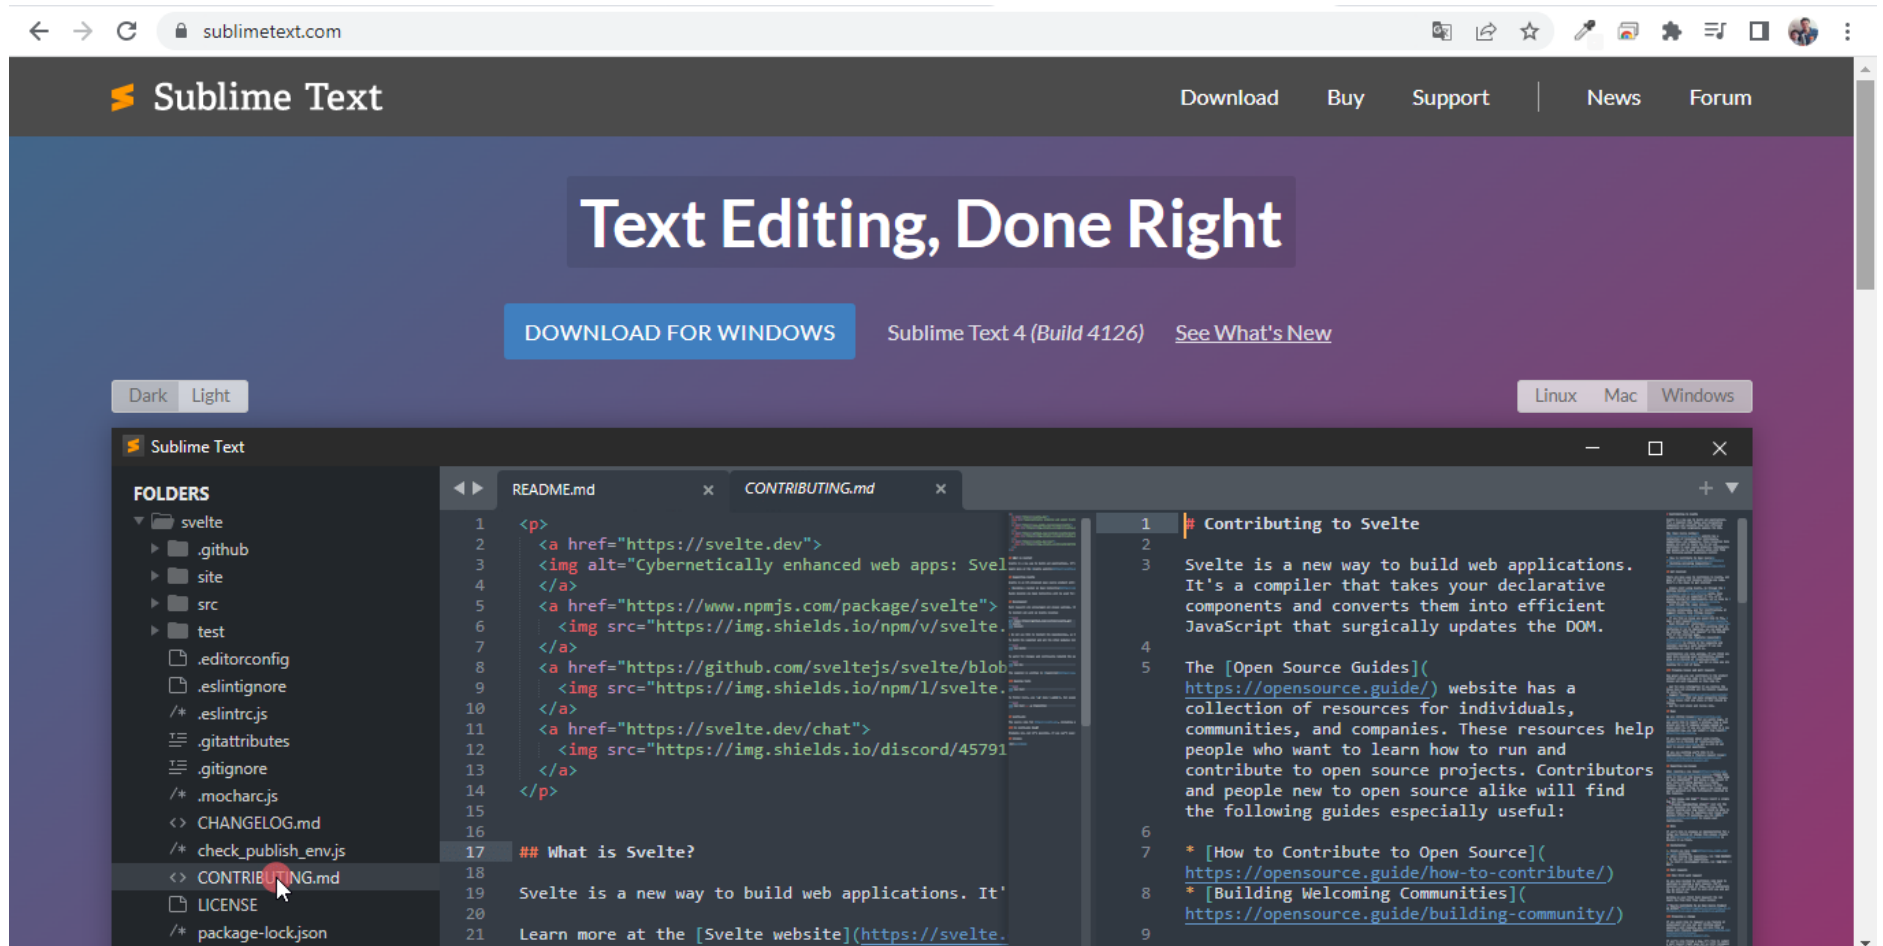 sublimetext.com
Sublime Text
Download Buy Support News Forum
Text Editing, Done Right
DOWNLOAD FOR WINDOWS Sublime Text 4 (Build 4126) See What's New
Dark Light
Linux Mac Windows
Sublime Text
FOLDERS
svelte
.github
site
src
test
.editorconfig
.eslintignore
/* .eslintrc.js
.gitattributes
.gitignore
/* .mocharc.js
<> CHANGELOG.md
/* check_publish_env.js
<> CONTRIBUTING.md
LICENSE
/* package-lock.json
README.md × CONTRIBUTING.md ×
1 <p>
2 <a href="https://svelte.dev">
3 <img alt="Cybernetically enhanced web apps: Svel
4 </a>
5 <a href="https://www.npmjs.com/package/svelte">
6 <img src="https://img.shields.io/npm/v/svelte.
7 </a>
8 <a href="https://github.com/sveltejs/svelte/blob
9 <img src="https://img.shields.io/npm/l/svelte.
10 </a>
11 <a href="https://svelte.dev/chat">
12 <img src="https://img.shields.io/discord/45791
13 </a>
14 </p>
15
16
17 ## What is Svelte?
18
19 Svelte is a new way to build web applications. It'
20
21 Learn more at the [Svelte website](https://svelte.
1 # Contributing to Svelte
2
3 Svelte is a new way to build web applications.
It's a compiler that takes your declarative
components and converts them into efficient
JavaScript that surgically updates the DOM.
4
5 The [Open Source Guides](
https://opensource.guide/) website has a
collection of resources for individuals,
communities, and companies. These resources help
people who want to learn how to run and
contribute to open source projects. Contributors
and people new to open source alike will find
the following guides especially useful:
6
7 * [How to Contribute to Open Source](
https://opensource.guide/how-to-contribute/)
8 * [Building Welcoming Communities](
https://opensource.guide/building-community/)
9